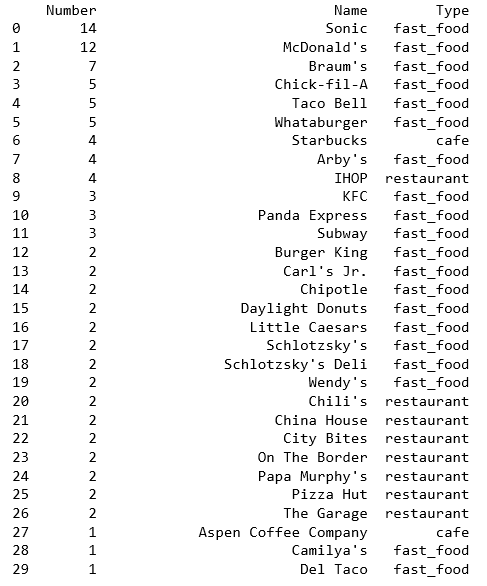 Number Name Type
0 14 Sonic fast_food
1 12 McDonald's fast_food
2 7 Braum's fast_food
3 5 Chick-fil-A fast_food
4 5 Taco Bell fast_food
5 5 Whataburger fast_food
6 4 Starbucks cafe
7 4 Arby's fast_food
8 4 IHOP restaurant
9 3 KFC fast_food
10 3 Panda Express fast_food
11 3 Subway fast_food
12 2 Burger King fast_food
13 2 Carl's Jr. fast_food
14 2 Chipotle fast_food
15 2 Daylight Donuts fast_food
16 2 Little Caesars fast_food
17 2 Schlotzsky's fast_food
18 2 Schlotzsky's Deli fast_food
19 2 Wendy's fast_food
20 2 Chili's restaurant
21 2 China House restaurant
22 2 City Bites restaurant
23 2 On The Border restaurant
24 2 Papa Murphy's restaurant
25 2 Pizza Hut restaurant
26 2 The Garage restaurant
27 1 Aspen Coffee Company cafe
28 1 Camilya's fast_food
29 1 Del Taco fast_food